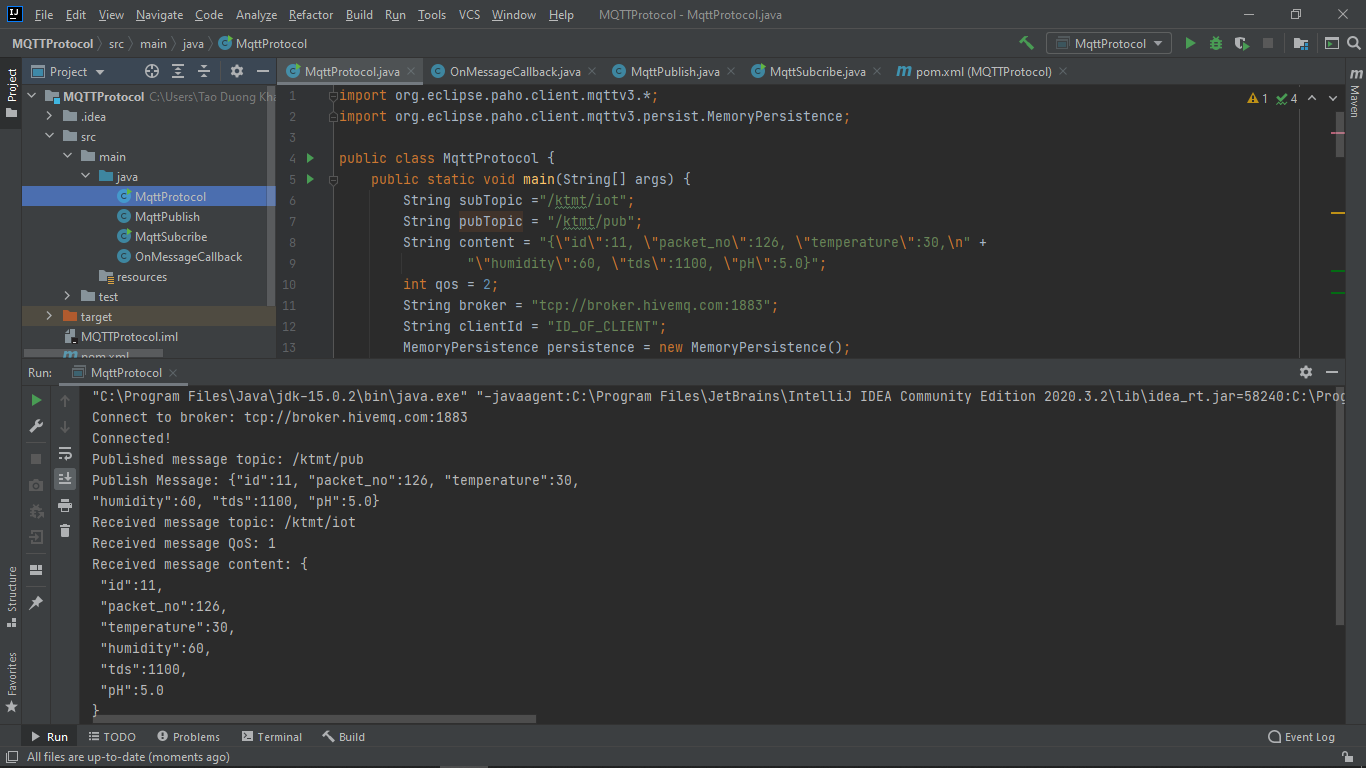 File Edit View Navigate Code Analyze Refactor Build Run Tools VCS Window Help MQTTProtocol - MqttProtocol.java
MQTTProtocol src main java MqttProtocol
MqttProtocol
Project
MqttProtocol.java OnMessageCallback.java MqttPublish.java MqttSubcribe.java pom.xml (MQTTProtocol)
Project
Maven
MQTTProtocol C:\Users\Tao Duong Kha
.idea
src
main
java
MqttProtocol
MqttPublish
MqttSubcribe
OnMessageCallback
resources
test
target
MQTTProtocol.iml
pom.xml
1 4
1 import org.eclipse.paho.client.mqttv3.*;
2 import org.eclipse.paho.client.mqttv3.persist.MemoryPersistence;
3
4 public class MqttProtocol {
5 public static void main(String[] args) {
6 String subTopic ="/ktmt/iot";
7 String pubTopic = "/ktmt/pub";
8 String content = "{\"id\":11, \"packet_no\":126, \"temperature\":30,\n" +
9 "\"humidity\":60, \"tds\":1100, \"pH\":5.0}";
10 int qos = 2;
11 String broker = "tcp://broker.hivemq.com:1883";
12 String clientId = "ID_OF_CLIENT";
13 MemoryPersistence persistence = new MemoryPersistence();
Run: MqttProtocol
"C:\Program Files\Java\jdk-15.0.2\bin\java.exe" "-javaagent:C:\Program Files\JetBrains\IntelliJ IDEA Community Edition 2020.3.2\lib\idea_rt.jar=58240:C:\Prog
Connect to broker: tcp://broker.hivemq.com:1883
Connected!
Published message topic: /ktmt/pub
Publish Message: {"id":11, "packet_no":126, "temperature":30,
"humidity":60, "tds":1100, "pH":5.0}
Received message topic: /ktmt/iot
Received message QoS: 1
Received message content: {
"id":11,
"packet_no":126,
"temperature":30,
"humidity":60,
"tds":1100,
"pH":5.0
}
Structure
Favorites
Run TODO Problems Terminal Build Event Log
All files are up-to-date (moments ago)